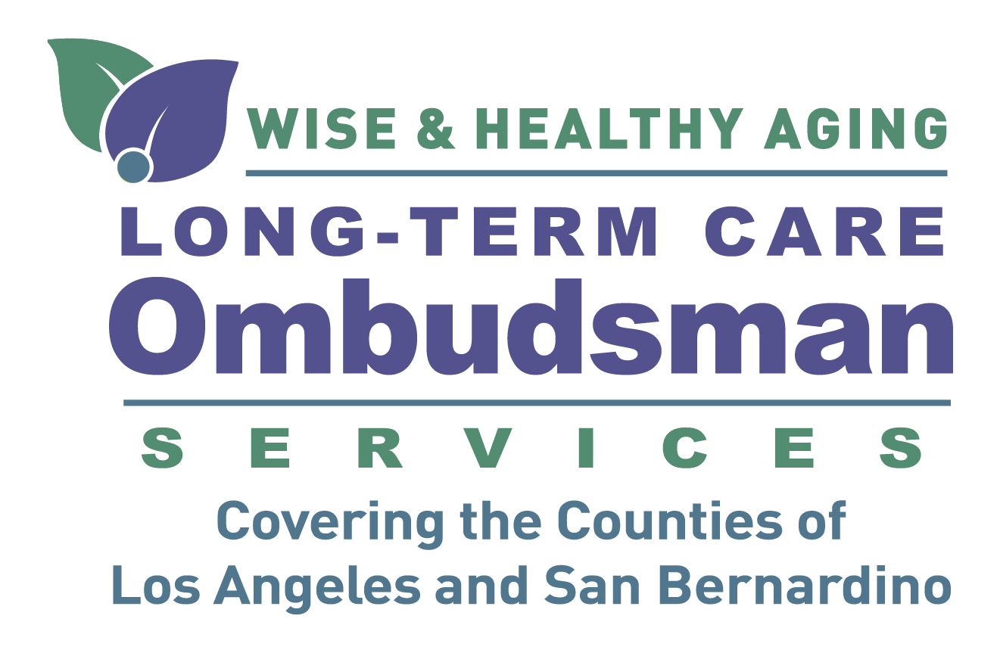 WISE & HEALTHY AGING
LONG-TERM CARE
Ombudsman
SERVICES
Covering the Counties of
Los Angeles and San Bernardino